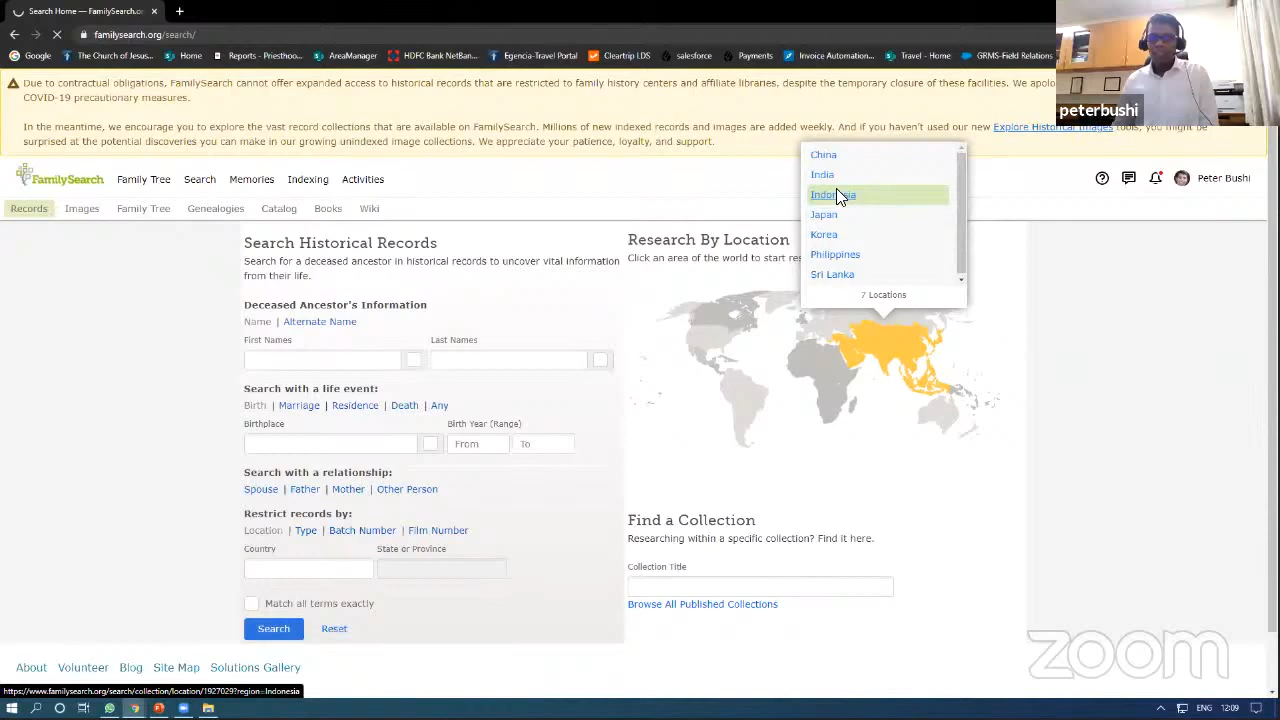 Search Home — FamilySearch.org
familysearch.org/search/
Google
The Church of Jesus...
Home
Reports - Priesthoo...
AreaManager
HDFC Bank NetBan...
Egencia-Travel Portal
Cleartrip LDS
salesforce
Payments
Invoice Automation...
Travel - Home
GRMS-Field Relations
Due to contractual obligations, FamilySearch cannot offer expanded access to historical records that are restricted to family history centers and affiliate libraries, despite the temporary closure of these facilities. We apolo
COVID-19 precautionary measures.
In the meantime, we encourage you to explore the vast record collections that are available on FamilySearch. Millions of new indexed records and images are added weekly. And if you haven't used our new Explore Historical Images tools, you might be
surprised at the potential discoveries you can make in our growing unindexed image collections. We appreciate your patience, loyalty, and support.
peterbushi
FamilySearch
Family Tree
Search
Memories
Indexing
Activities
Peter Bushi
Records
Images
Family Tree
Genealogies
Catalog
Books
Wiki
Search Historical Records
Search for a deceased ancestor in historical records to uncover vital information
from their life.
Deceased Ancestor's Information
Name | Alternate Name
First Names
Last Names
Search with a life event:
Birth | Marriage | Residence | Death | Any
Birthplace
Birth Year (Range)
From
To
Search with a relationship:
Spouse | Father | Mother | Other Person
Restrict records by:
Location | Type | Batch Number | Film Number
Country
State or Province
Match all terms exactly
Search
Reset
Research By Location
Click an area of the world to start res
China
India
Indonesia
Japan
Korea
Philippines
Sri Lanka
7 Locations
Find a Collection
Researching within a specific collection? Find it here.
Collection Title
Browse All Published Collections
About
Volunteer
Blog
Site Map
Solutions Gallery
zoom
https://www.familysearch.org/search/collection/location/1927029?region=Indonesia
ENG
12:09